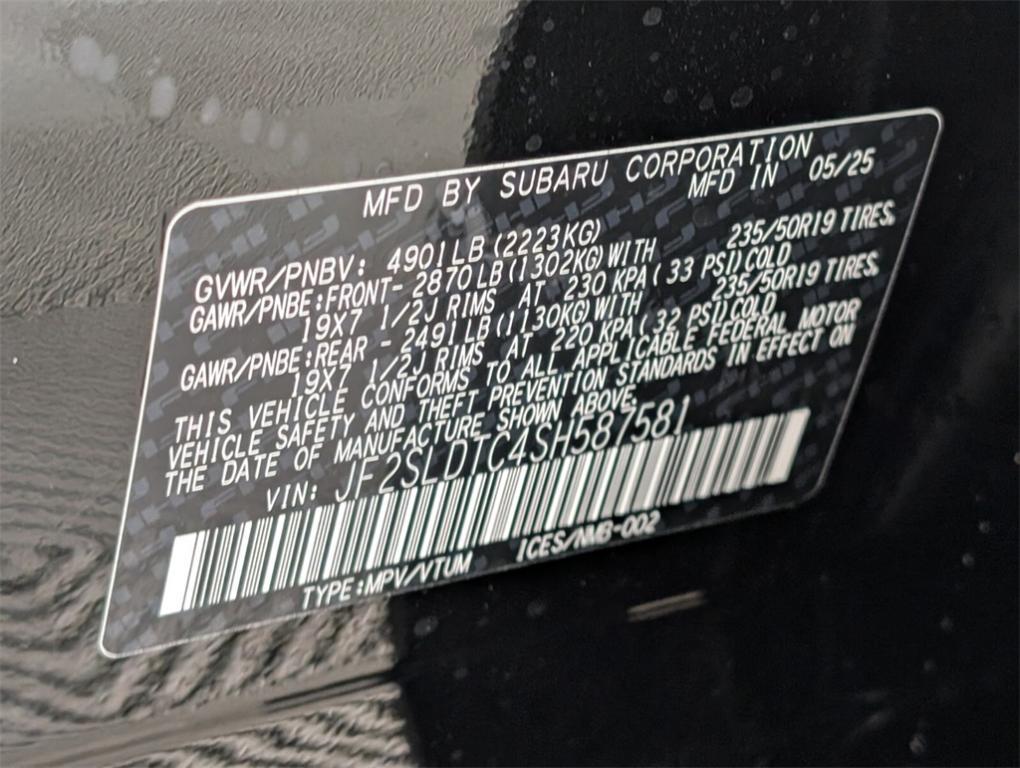 MFD BY SUBARU CORPORATION
MFD IN 05/25
GVWR/PNBV: 4901LB(2223KG)
GAWR/PNBE:FRONT- 2870LB(1302KG)WITH 235/50R19 TIRES,
19X7 1/2J RIMS AT 230 KPA( 33 PSI)COLD
GAWR/PNBE:REAR - 2491LB(1130KG)WITH 235/50R19 TIRES,
19X7 1/2J RIMS AT 220 KPA( 32 PSI)COLD
THIS VEHICLE CONFORMS TO ALL APPLICABLE FEDERAL MOTOR
VEHICLE SAFETY AND THEFT PREVENTION STANDARDS IN EFFECT ON
THE DATE OF MANUFACTURE SHOWN ABOVE.
VIN: JF2SLDTC4SH587581
TYPE:MPV/VTUM ICES/NMB-002